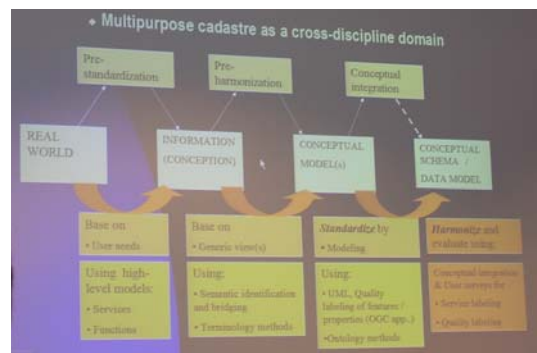 • Multipurpose cadastre as a cross-discipline domain
Pre-
standardization
Pre-
harmonization
Conceptual
integration
REAL
WORLD
INFORMATION
(CONCEPTION)
CONCEPTUAL
MODEL(s)
CONCEPTUAL
SCHEMA /
DATA MODEL
Base on
• User needs
Base on
• Generic view(s)
Standardize by
• Modeling
Harmonize and
evaluate using:
Using high-
level models:
• Services
• Functions
Using:
• Semantic identification
and bridging
• Terminology methods
Using:
• UML, Quality
labeling of features /
properties (OGC app..)
•Ontology methods
Conceptual integration
& User surveys for
• Service labeling
• Quality labeling